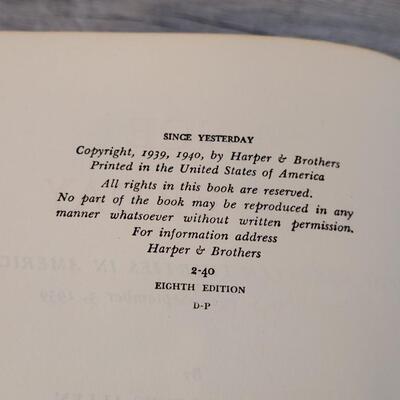 SINCE YESTERDAY
Copyright, 1939, 1940, by Harper & Brothers
Printed in the United States of America
All rights in this book are reserved.
No part of the book may be reproduced in any
manner whatsoever without written permission.
For information address
Harper & Brothers
2-40
EIGHTH EDITION
D-P